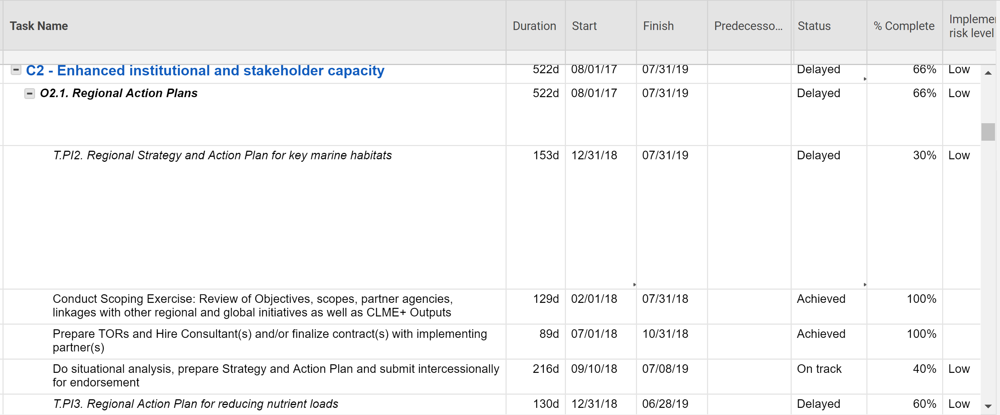 Task Name Duration Start Finish Predecesso... Status % Complete Implemer risk level
C2 - Enhanced institutional and stakeholder capacity 522d 08/01/17 07/31/19 Delayed 66% Low
O2.1. Regional Action Plans 522d 08/01/17 07/31/19 Delayed 66% Low
T.PI2. Regional Strategy and Action Plan for key marine habitats 153d 12/31/18 07/31/19 Delayed 30% Low
Conduct Scoping Exercise: Review of Objectives, scopes, partner agencies, 129d 02/01/18 07/31/18 Achieved 100%
linkages with other regional and global initiatives as well as CLME+ Outputs
Prepare TORs and Hire Consultant(s) and/or finalize contract(s) with implementing 89d 07/01/18 10/31/18 Achieved 100%
partner(s)
Do situational analysis, prepare Strategy and Action Plan and submit intercessionally 216d 09/10/18 07/08/19 On track 40% Low
for endorsement
T.PI3. Regional Action Plan for reducing nutrient loads 130d 12/31/18 06/28/19 Delayed 60% Low